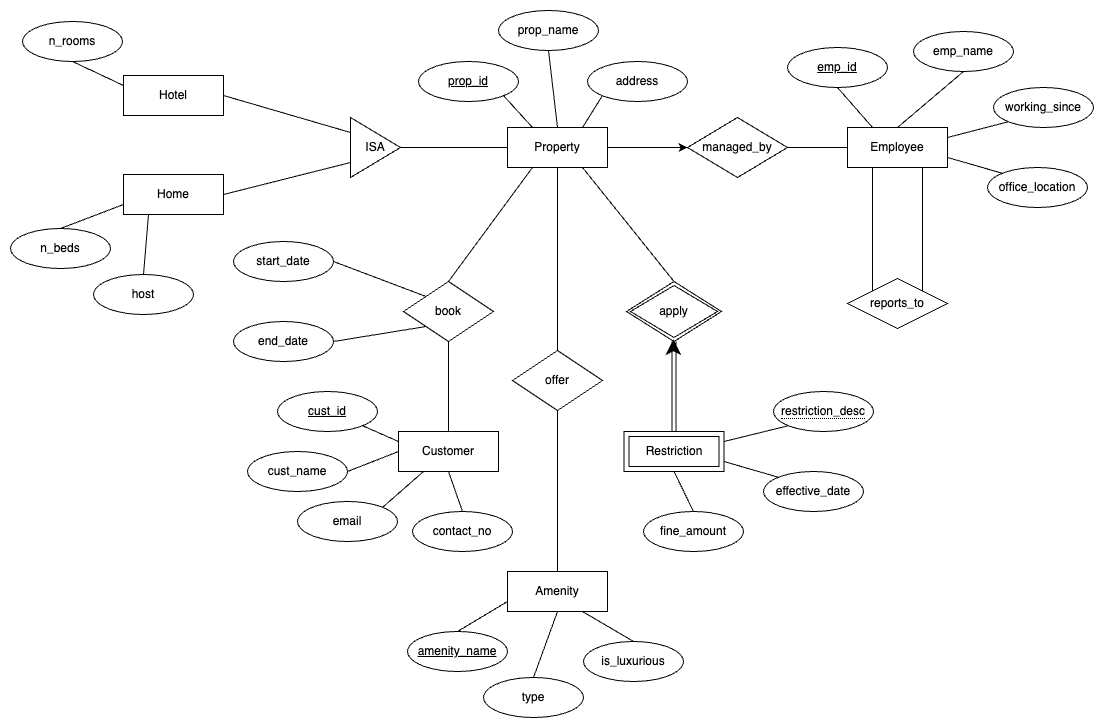 prop_name
n_rooms
emp_name
emp_id
prop_id
address
Hotel
working_since
ISA
Property
managed_by
Employee
office_location
Home
n_beds
start_date
host
reports_to
book
apply
end_date
offer
cust_id
restriction_desc
Customer
Restriction
cust_name
effective_date
email
contact_no
fine_amount
Amenity
amenity_name
is_luxurious
type